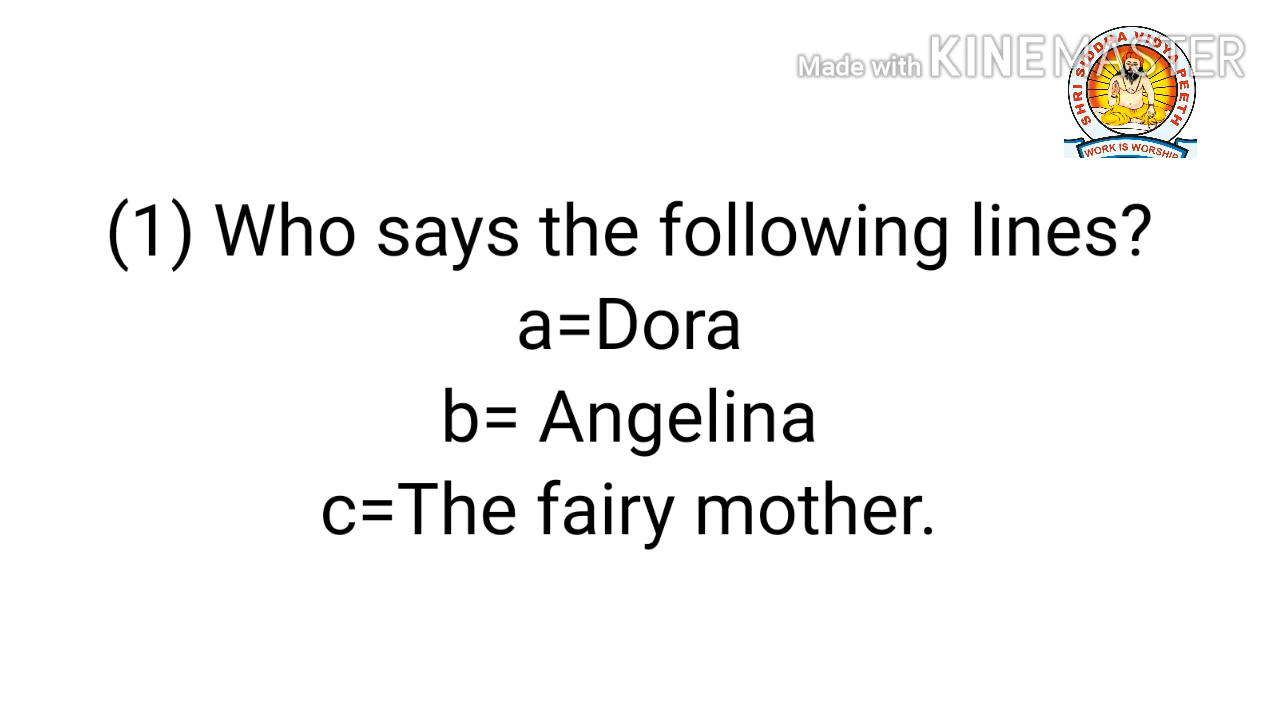 Made with KINEMASTER
SHRI SIDDHA VIDYA PEETH
WORK IS WORSHIP
(1) Who says the following lines?
a=Dora
b= Angelina
c=The fairy mother.